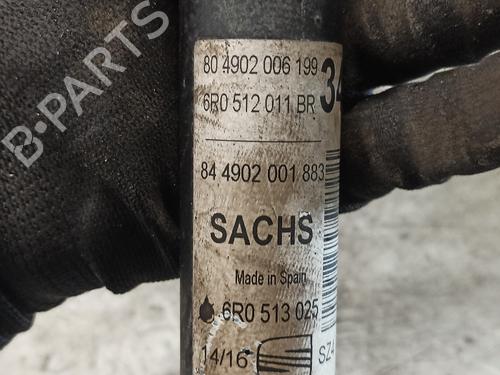 B-PARTS
80 4902 006 199
6R0 512 011 BR
34
84 4902 001 883
SACHS
Made in Spain
6R0 513 025
14/16